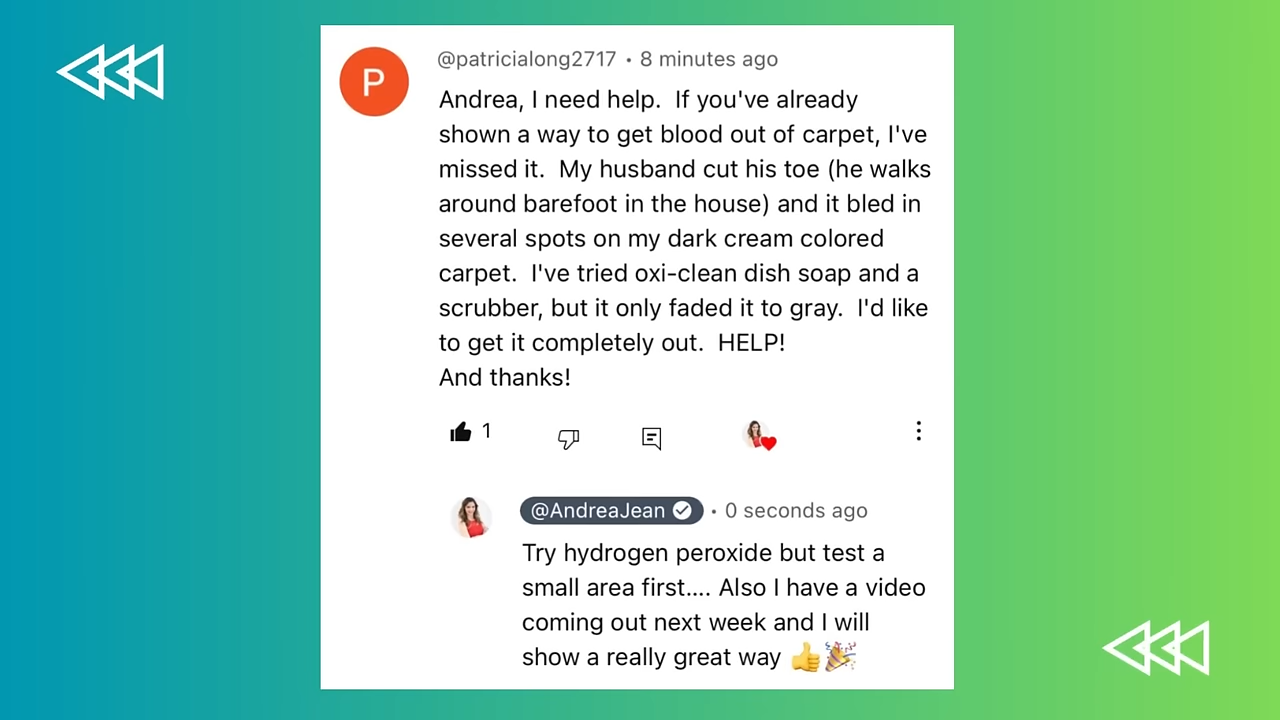 P
@patricialong2717 • 8 minutes ago
Andrea, I need help.  If you've already
shown a way to get blood out of carpet, I've
missed it.  My husband cut his toe (he walks
around barefoot in the house) and it bled in
several spots on my dark cream colored
carpet.  I've tried oxi-clean dish soap and a
scrubber, but it only faded it to gray.  I'd like
to get it completely out.  HELP!
And thanks!
1
@AndreaJean • 0 seconds ago
Try hydrogen peroxide but test a
small area first.... Also I have a video
coming out next week and I will
show a really great way 👍🎉